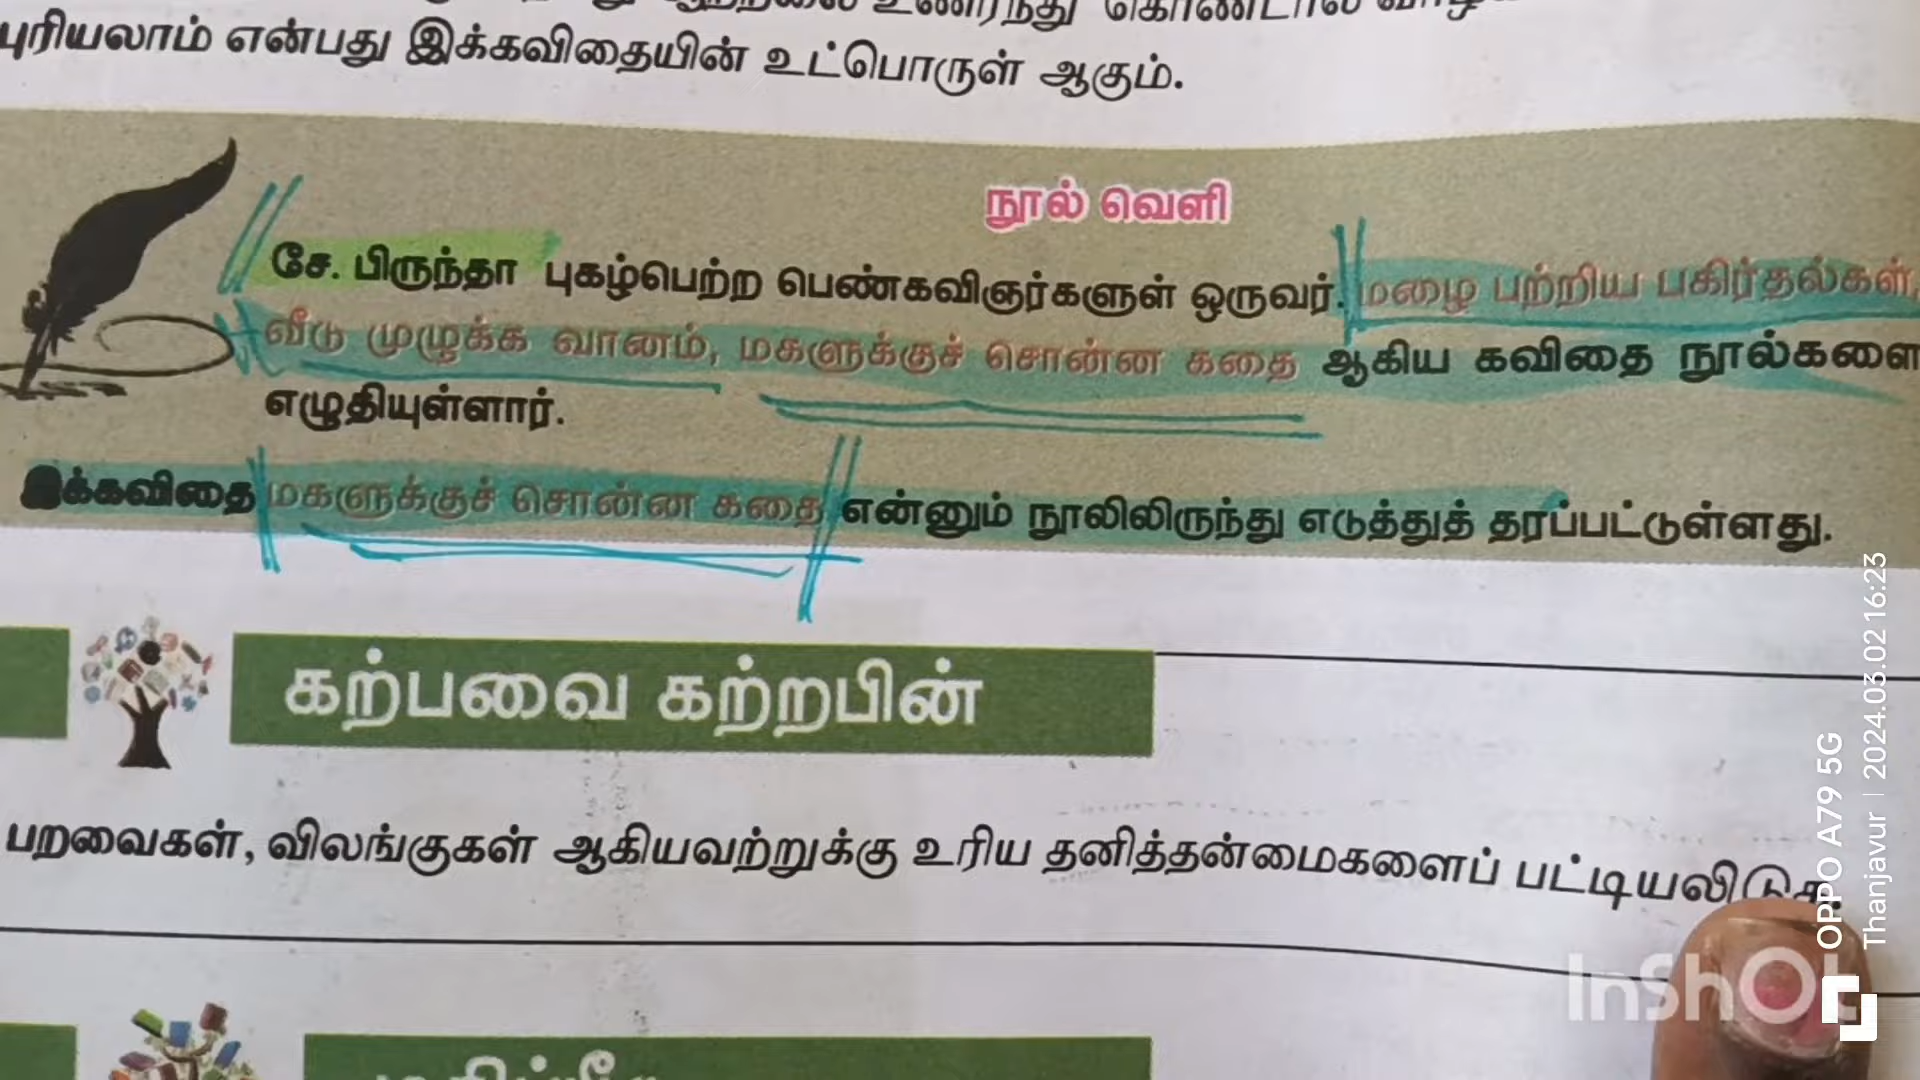 உணர்ந்து கொண்டால்
புரியலாம் என்பது இக்கவிதையின் உட்பொருள் ஆகும்.
நூல் வெளி
சே. பிருந்தா புகழ்பெற்ற பெண்கவிஞர்களுள் ஒருவர். மழை பற்றிய பகிர்தல்கள்,
வீடு முழுக்க வானம், மகளுக்குச் சொன்ன கதை ஆகிய கவிதை நூல்களை
எழுதியுள்ளார்.
இக்கவிதை மகளுக்குச் சொன்ன கதை என்னும் நூலிலிருந்து எடுத்துத் தரப்பட்டுள்ளது.
கற்பவை கற்றபின்
பறவைகள், விலங்குகள் ஆகியவற்றுக்கு உரிய தனித்தன்மைகளைப் பட்டியலிடுக.
OPPO A79 5G
Thanjavur | 2024.03.02 16:23
InShOt